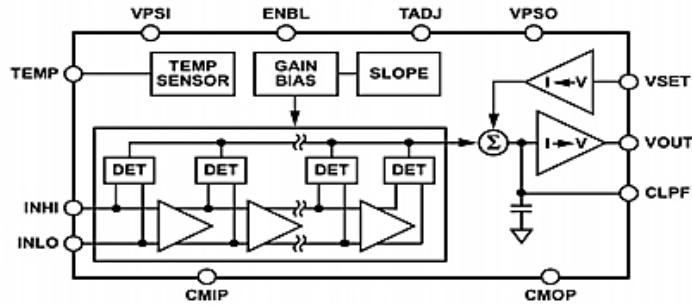 VPSI ENBL TADJ VPSO
TEMP TEMP SENSOR GAIN BIAS SLOPE I V VSET
Σ I V VOUT
DET DET DET DET
CLPF
INHI
INLO
CMIP CMOP